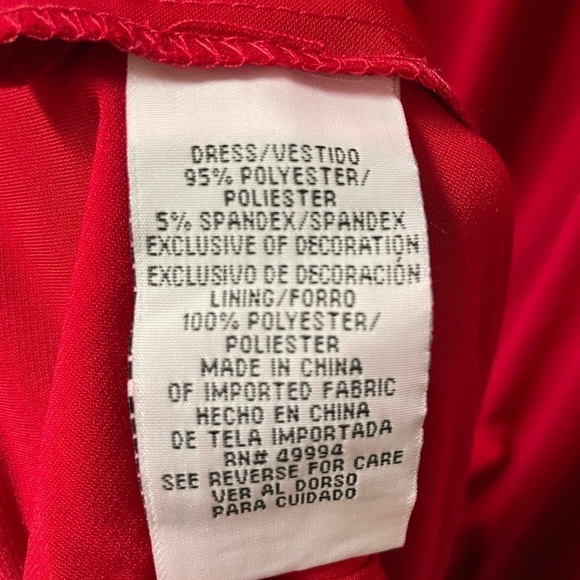 DRESS/VESTIDO
95% POLYESTER/
POLIESTER
5% SPANDEX/SPANDEX
EXCLUSIVE OF DECORATION
EXCLUSIVO DE DECORACIÓN
LINING/FORRO
100% POLYESTER/
POLIESTER
MADE IN CHINA
OF IMPORTED FABRIC
HECHO EN CHINA
DE TELA IMPORTADA
RN# 49994
SEE REVERSE FOR CARE
VER AL DORSO
PARA CUIDADO